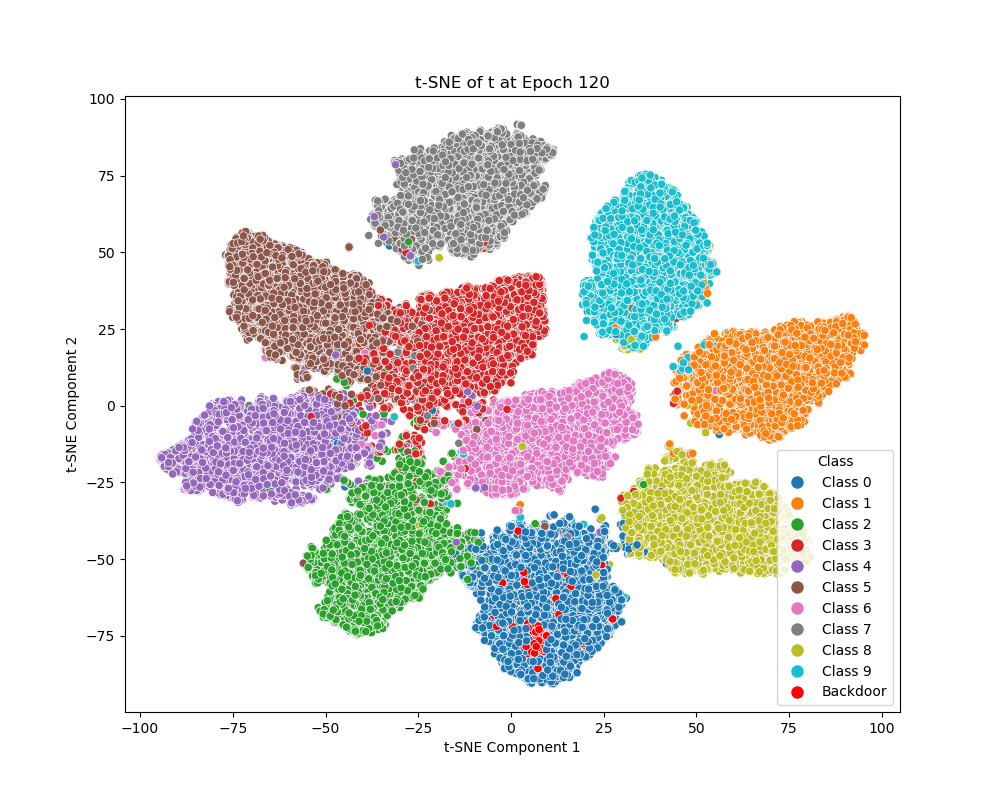 t-SNE of t at Epoch 120
100
75
50
25
0
−25
−50
−75
t-SNE Component 2
−100
−75
−50
−25
0
25
50
75
100
t-SNE Component 1
Class
Class 0
Class 1
Class 2
Class 3
Class 4
Class 5
Class 6
Class 7
Class 8
Class 9
Backdoor